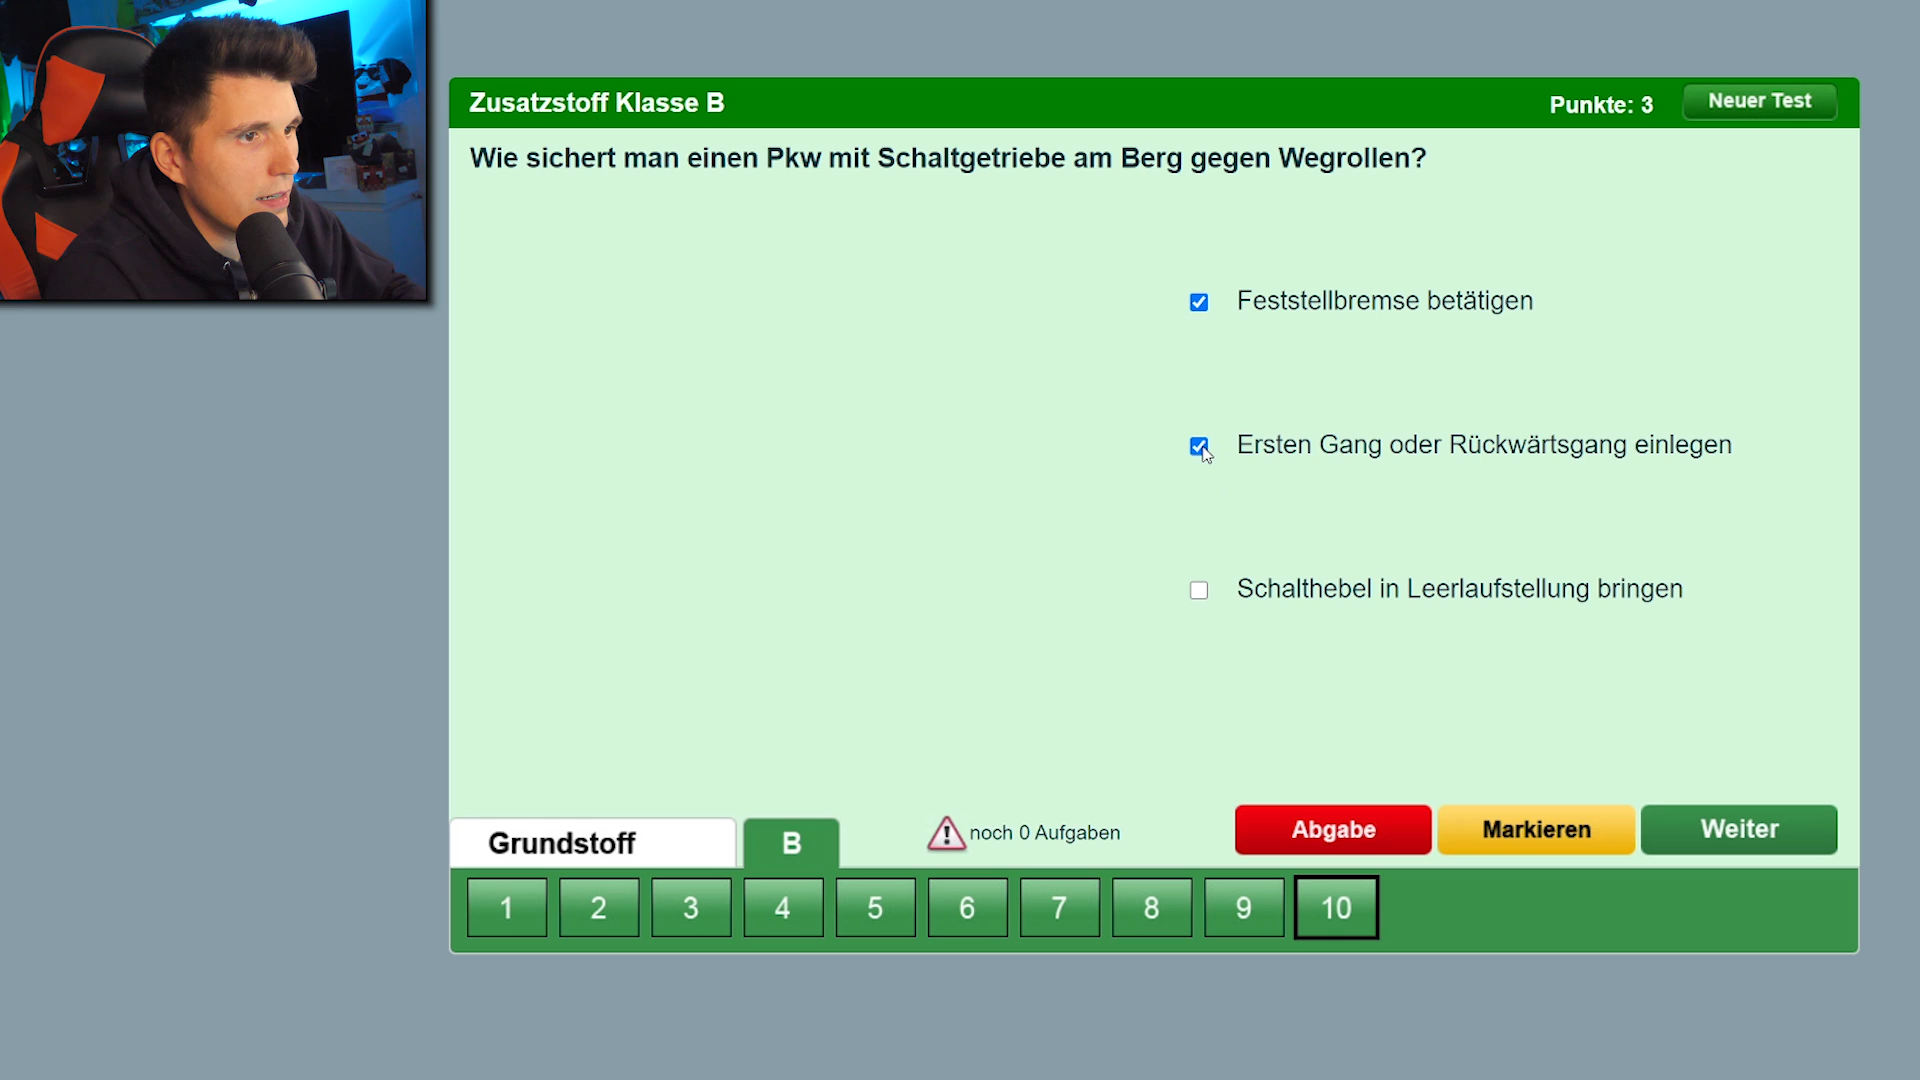 Zusatzstoff Klasse B
Punkte: 3
Neuer Test
Wie sichert man einen Pkw mit Schaltgetriebe am Berg gegen Wegrollen?
Feststellbremse betätigen
Ersten Gang oder Rückwärtsgang einlegen
Schalthebel in Leerlaufstellung bringen
Grundstoff
B
noch 0 Aufgaben
Abgabe
Markieren
Weiter
1 2 3 4 5 6 7 8 9 10